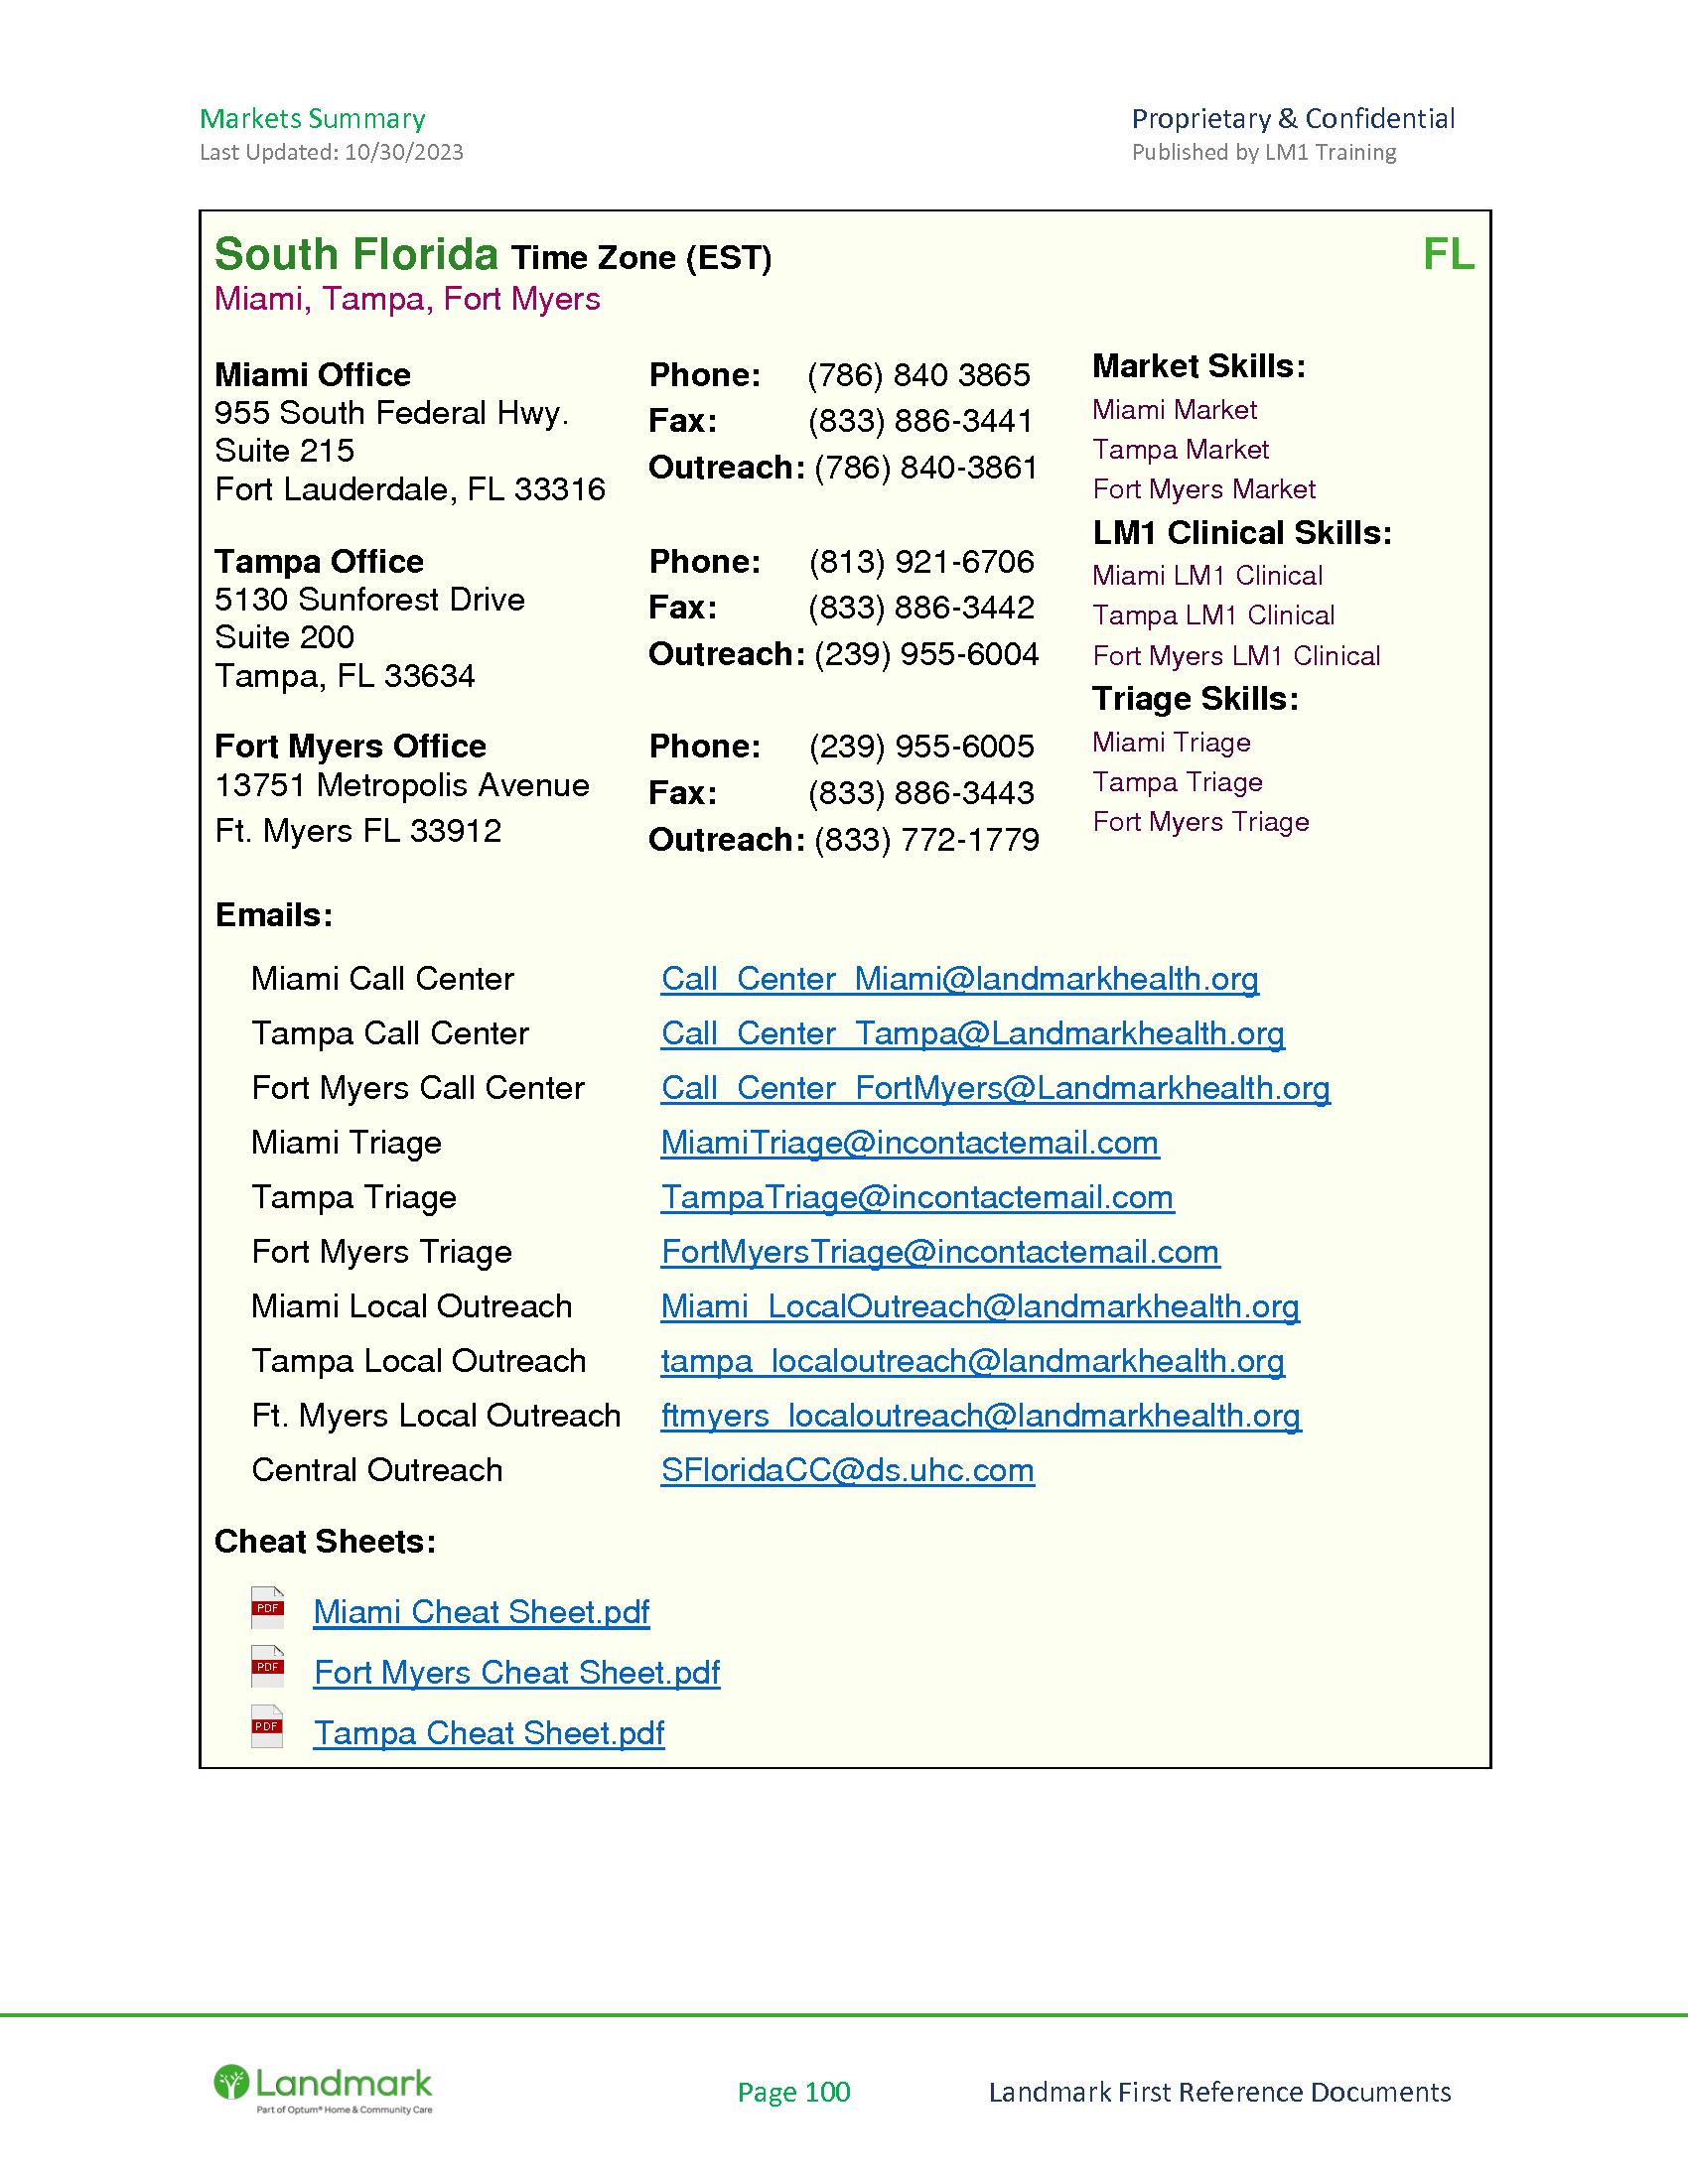 Markets Summary
Last Updated: 10/30/2023
Proprietary & Confidential
Published by LM1 Training
South Florida Time Zone (EST)
FL
Miami, Tampa, Fort Myers
Miami Office
955 South Federal Hwy.
Suite 215
Fort Lauderdale, FL 33316
Phone: (786) 840 3865
Fax: (833) 886-3441
Outreach: (786) 840-3861
Tampa Office
5130 Sunforest Drive
Suite 200
Tampa, FL 33634
Phone: (813) 921-6706
Fax: (833) 886-3442
Outreach: (239) 955-6004
Fort Myers Office
13751 Metropolis Avenue
Ft. Myers FL 33912
Phone: (239) 955-6005
Fax: (833) 886-3443
Outreach: (833) 772-1779
Market Skills:
Miami Market
Tampa Market
Fort Myers Market
LM1 Clinical Skills:
Miami LM1 Clinical
Tampa LM1 Clinical
Fort Myers LM1 Clinical
Triage Skills:
Miami Triage
Tampa Triage
Fort Myers Triage
Emails:
Miami Call Center Call_Center_Miami@landmarkhealth.org
Tampa Call Center Call_Center_Tampa@Landmarkhealth.org
Fort Myers Call Center Call_Center_FortMyers@Landmarkhealth.org
Miami Triage MiamiTriage@incontactemail.com
Tampa Triage TampaTriage@incontactemail.com
Fort Myers Triage FortMyersTriage@incontactemail.com
Miami Local Outreach Miami_LocalOutreach@landmarkhealth.org
Tampa Local Outreach tampa_localoutreach@landmarkhealth.org
Ft. Myers Local Outreach ftmyers_localoutreach@landmarkhealth.org
Central Outreach SFloridaCC@ds.uhc.com
Cheat Sheets:
PDF Miami Cheat Sheet.pdf
PDF Fort Myers Cheat Sheet.pdf
PDF Tampa Cheat Sheet.pdf
Landmark
Part of Optum® Home & Community Care
Page 100
Landmark First Reference Documents